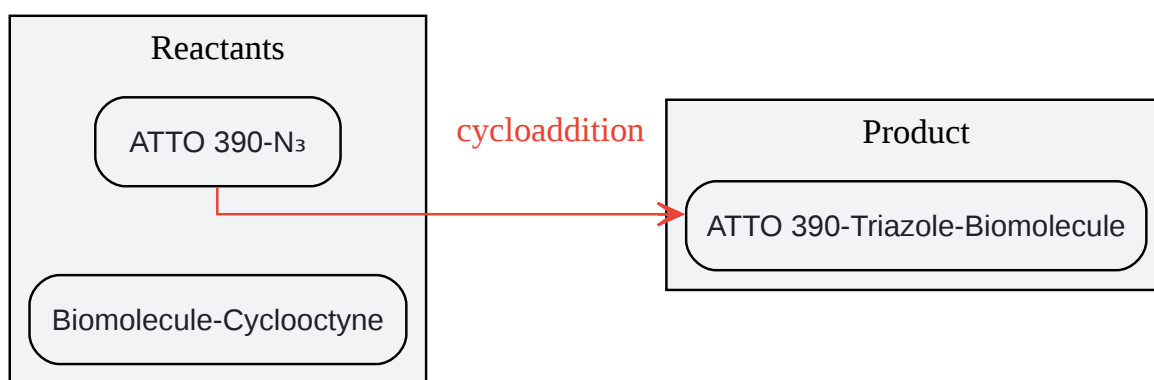 Reactants
ATTO 390-N₃
Biomolecule-Cyclooctyne
cycloaddition
Product
ATTO 390-Triazole-Biomolecule